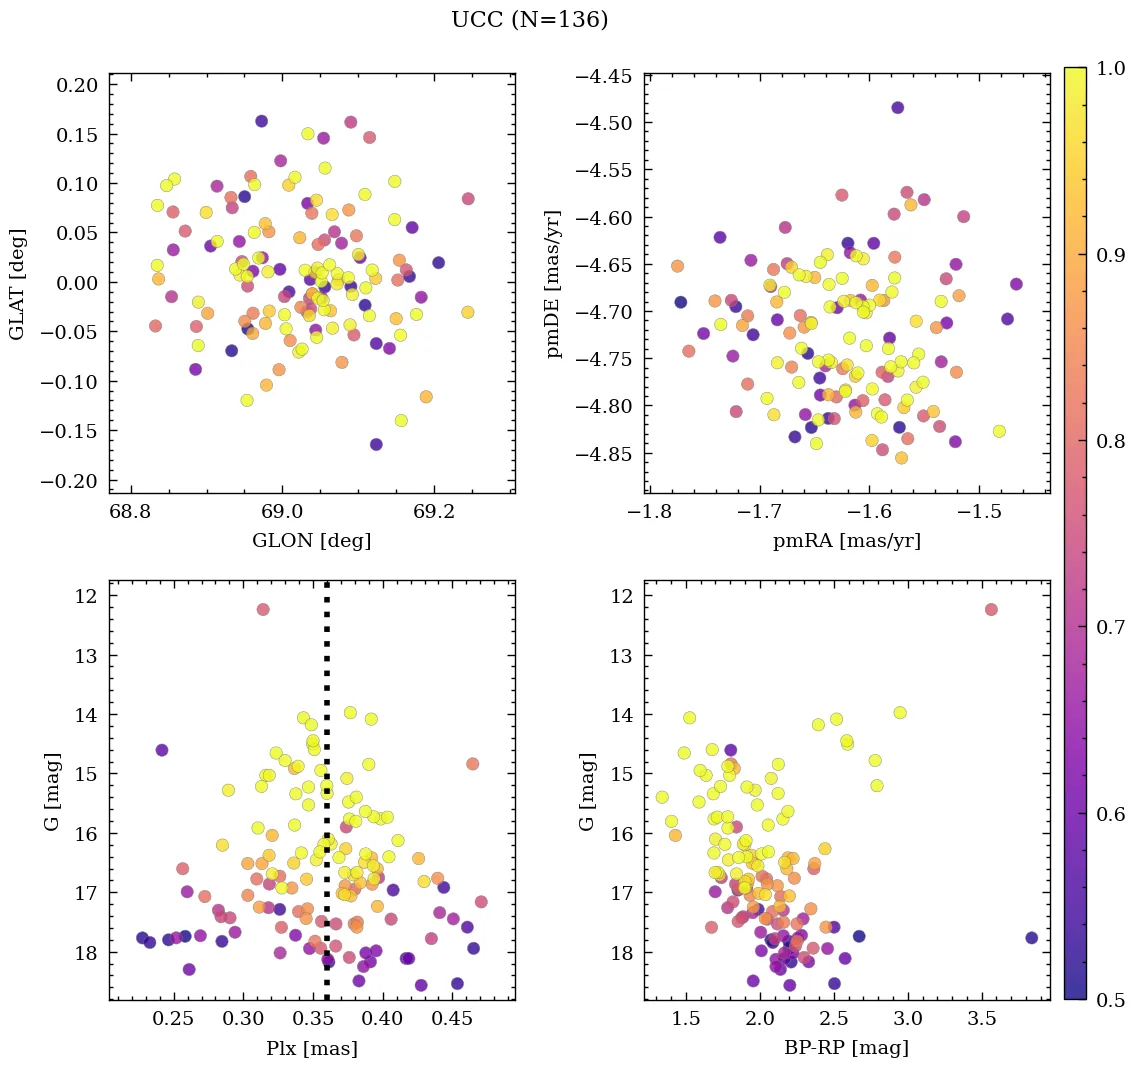 UCC (N=136)
0.20
0.15
0.10
0.05
0.00
−0.05
−0.10
−0.15
−0.20
GLAT [deg]
68.8 69.0 69.2
GLON [deg]
−4.45
−4.50
−4.55
−4.60
−4.65
−4.70
−4.75
−4.80
−4.85
pmDE [mas/yr]
−1.8 −1.7 −1.6 −1.5
pmRA [mas/yr]
12
13
14
15
16
17
18
G [mag]
0.25 0.30 0.35 0.40 0.45
Plx [mas]
12
13
14
15
16
17
18
G [mag]
1.5 2.0 2.5 3.0 3.5
BP-RP [mag]
1.0
0.9
0.8
0.7
0.6
0.5